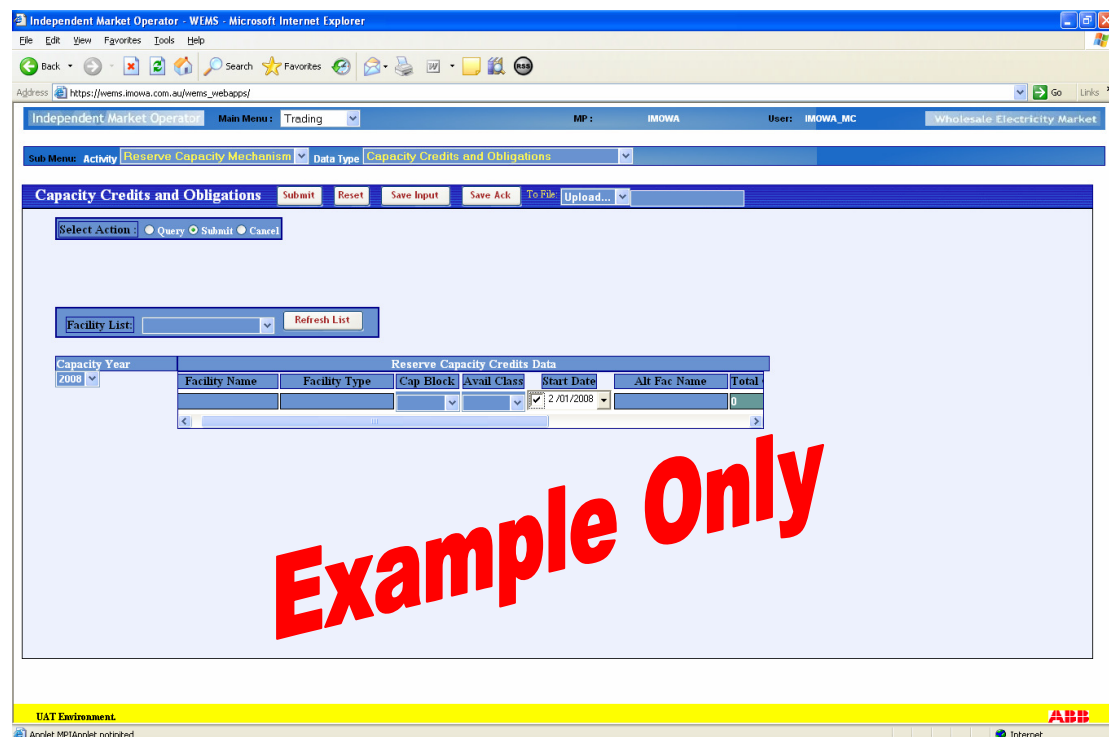 Independent Market Operator - WEMS - Microsoft Internet Explorer
File Edit View Favorites Tools Help
Back Search Favorites W RSS
Address https://wems.imowa.com.au/wems_webapps/ Go Links
Independent Market Operator Main Menu : Trading MP : IMOWA User: IMOWA_MC Wholesale Electricity Market
Sub Menu: Activity Reserve Capacity Mechanism Data Type Capacity Credits and Obligations
Capacity Credits and Obligations Submit Reset Save Input Save Ack To File: Upload...
Select Action : Query Submit Cancel
Facility List: Refresh List
Capacity Year Reserve Capacity Credits Data
2008 Facility Name Facility Type Cap Block Avail Class Start Date Alt Fac Name Total
2 /01/2008 0
Example Only
UAT Environment. ABB
Applet MPIApplet notinited Internet